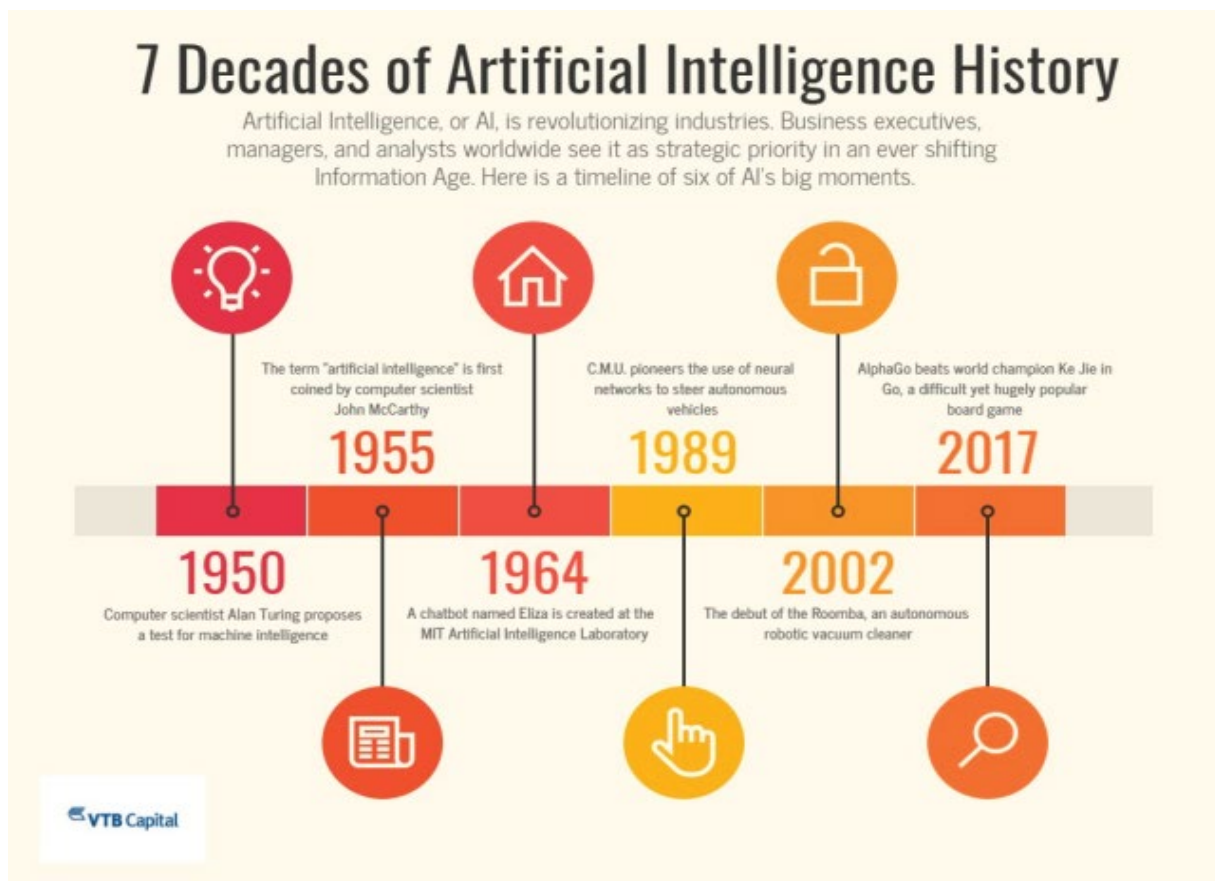 7 Decades of Artificial Intelligence History
Artificial Intelligence, or AI, is revolutionizing industries. Business executives,
managers, and analysts worldwide see it as strategic priority in an ever shifting
Information Age. Here is a timeline of six of AI's big moments.
The term "artificial intelligence" is first
coined by computer scientist
John McCarthy
1955
C.M.U. pioneers the use of neural
networks to steer autonomous
vehicles
1989
AlphaGo beats world champion Ke Jie in
Go, a difficult yet hugely popular
board game
2017
1950
Computer scientist Alan Turing proposes
a test for machine intelligence
1964
A chatbot named Eliza is created at the
MIT Artificial Intelligence Laboratory
2002
The debut of the Roomba, an autonomous
robotic vacuum cleaner
VTB Capital